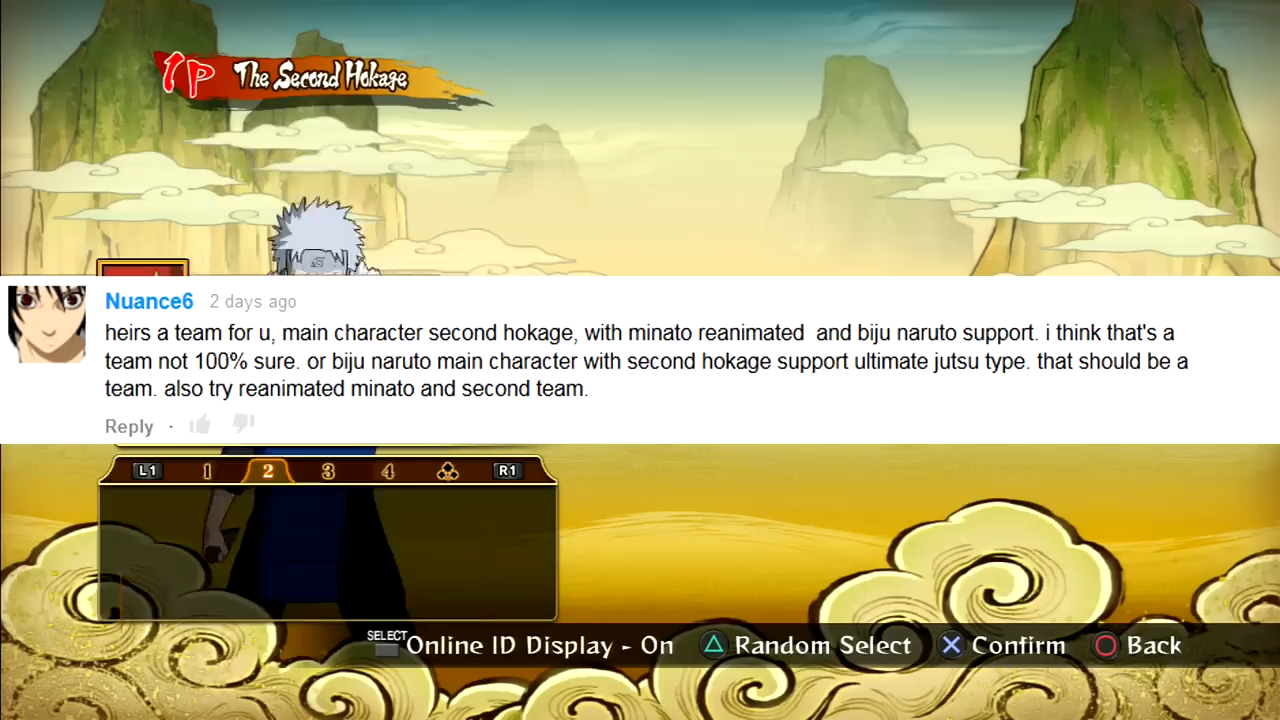 1P The Second Hokage
Nuance6 2 days ago
heirs a team for u, main character second hokage, with minato reanimated  and biju naruto support. i think that's a
team not 100% sure. or biju naruto main character with second hokage support ultimate jutsu type. that should be a
team. also try reanimated minato and second team.
Reply ·
L1 1 2 3 4 R1
SELECT Online ID Display - On Random Select Confirm Back